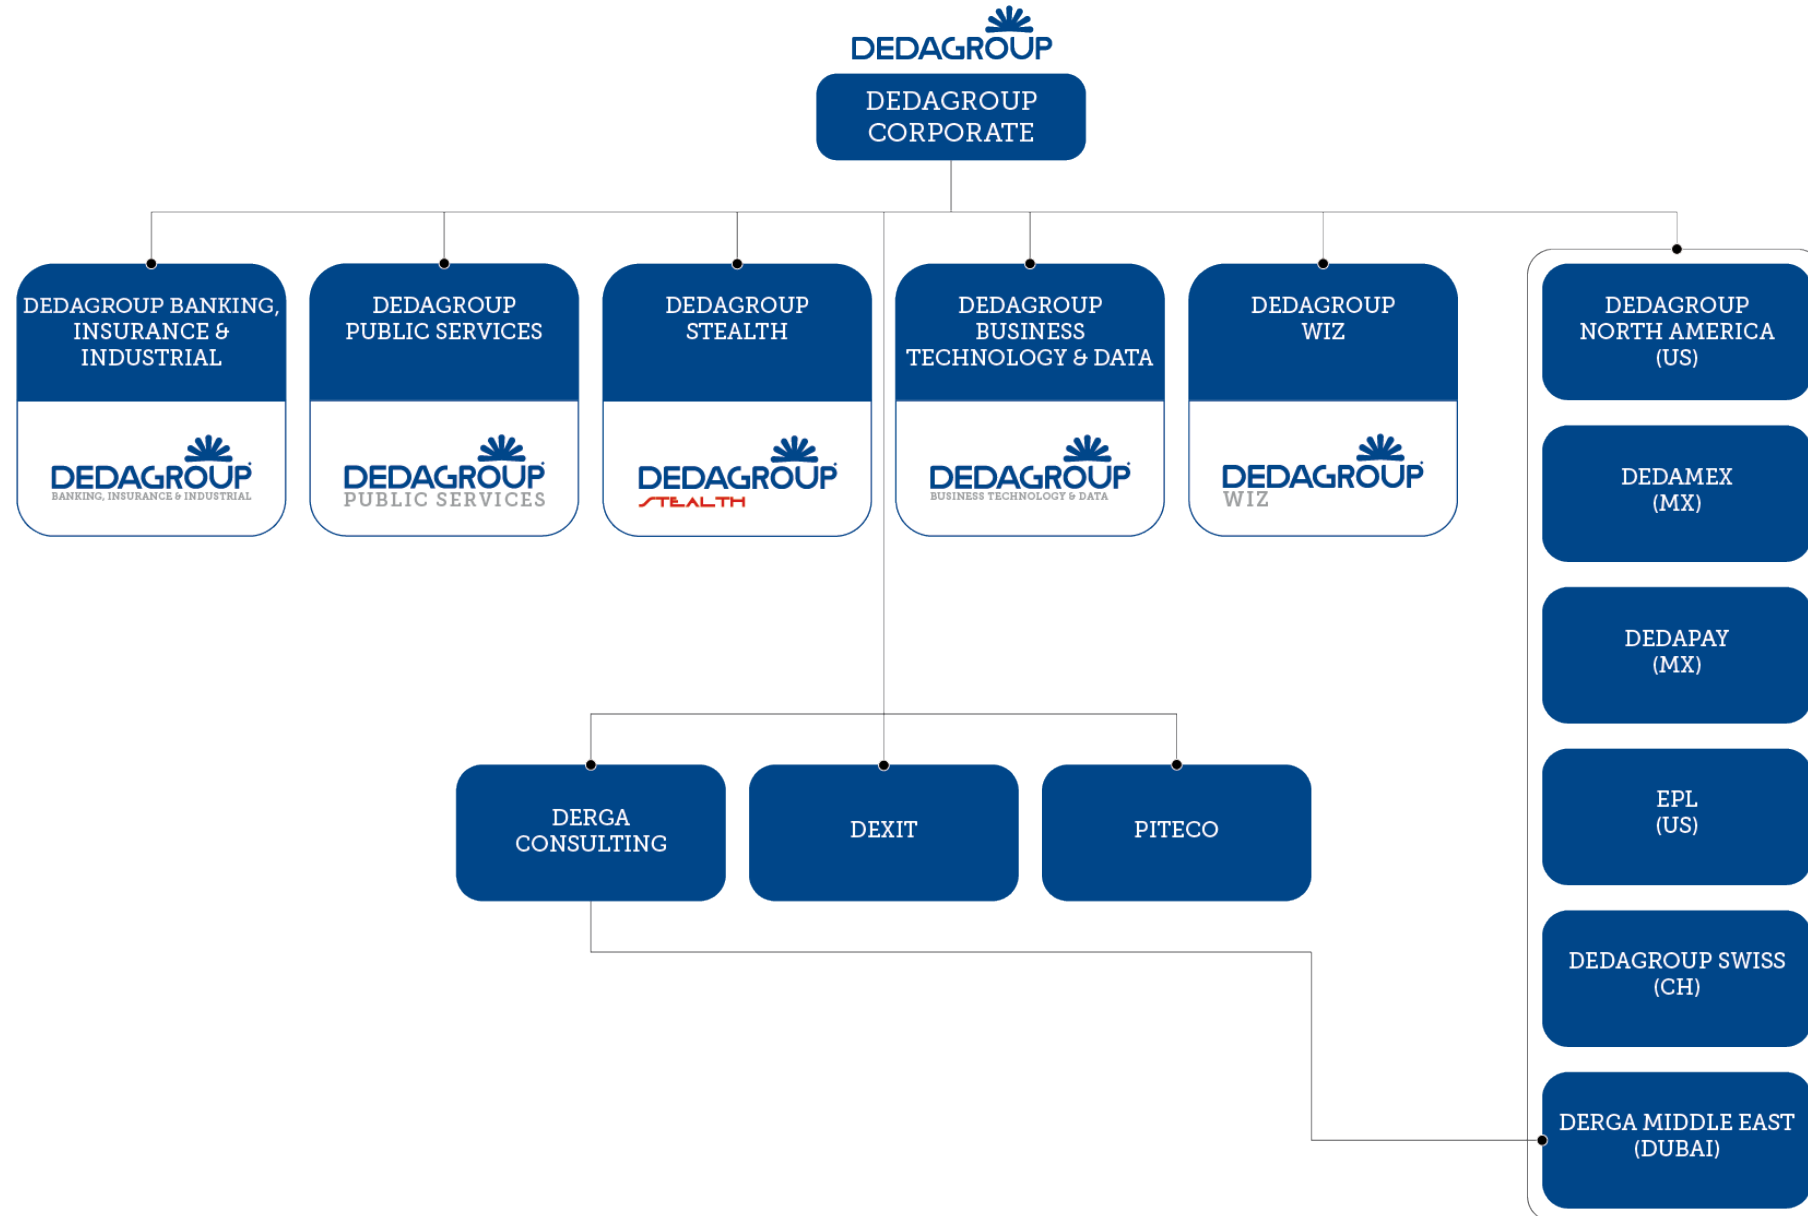 DEDAGROUP
DEDAGROUP
CORPORATE
DEDAGROUP BANKING,
INSURANCE &
INDUSTRIAL
DEDAGROUP
BANKING, INSURANCE & INDUSTRIAL
DEDAGROUP
PUBLIC SERVICES
DEDAGROUP
PUBLIC SERVICES
DEDAGROUP
STEALTH
DEDAGROUP
STEALTH
DEDAGROUP
BUSINESS
TECHNOLOGY & DATA
DEDAGROUP
BUSINESS TECHNOLOGY & DATA
DEDAGROUP
WIZ
DEDAGROUP
WIZ
DEDAGROUP
NORTH AMERICA
(US)
DEDAMEX
(MX)
DEDAPAY
(MX)
EPL
(US)
DEDAGROUP SWISS
(CH)
DERGA MIDDLE EAST
(DUBAI)
DERGA
CONSULTING
DEXIT
PITECO